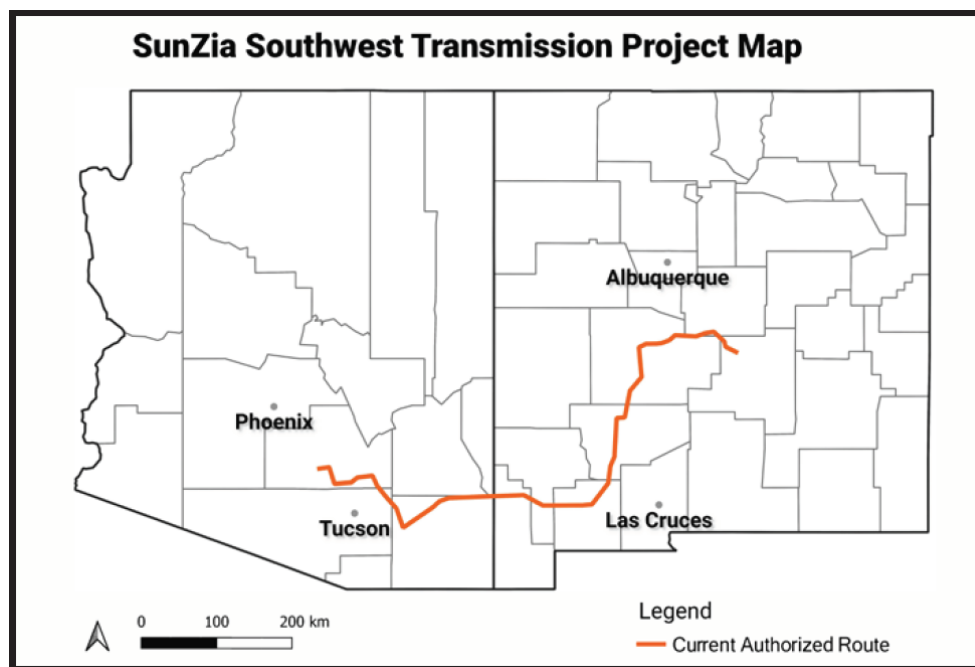 SunZia Southwest Transmission Project Map
Albuquerque
Phoenix
Tucson
Las Cruces
0 100 200 km
Legend
Current Authorized Route